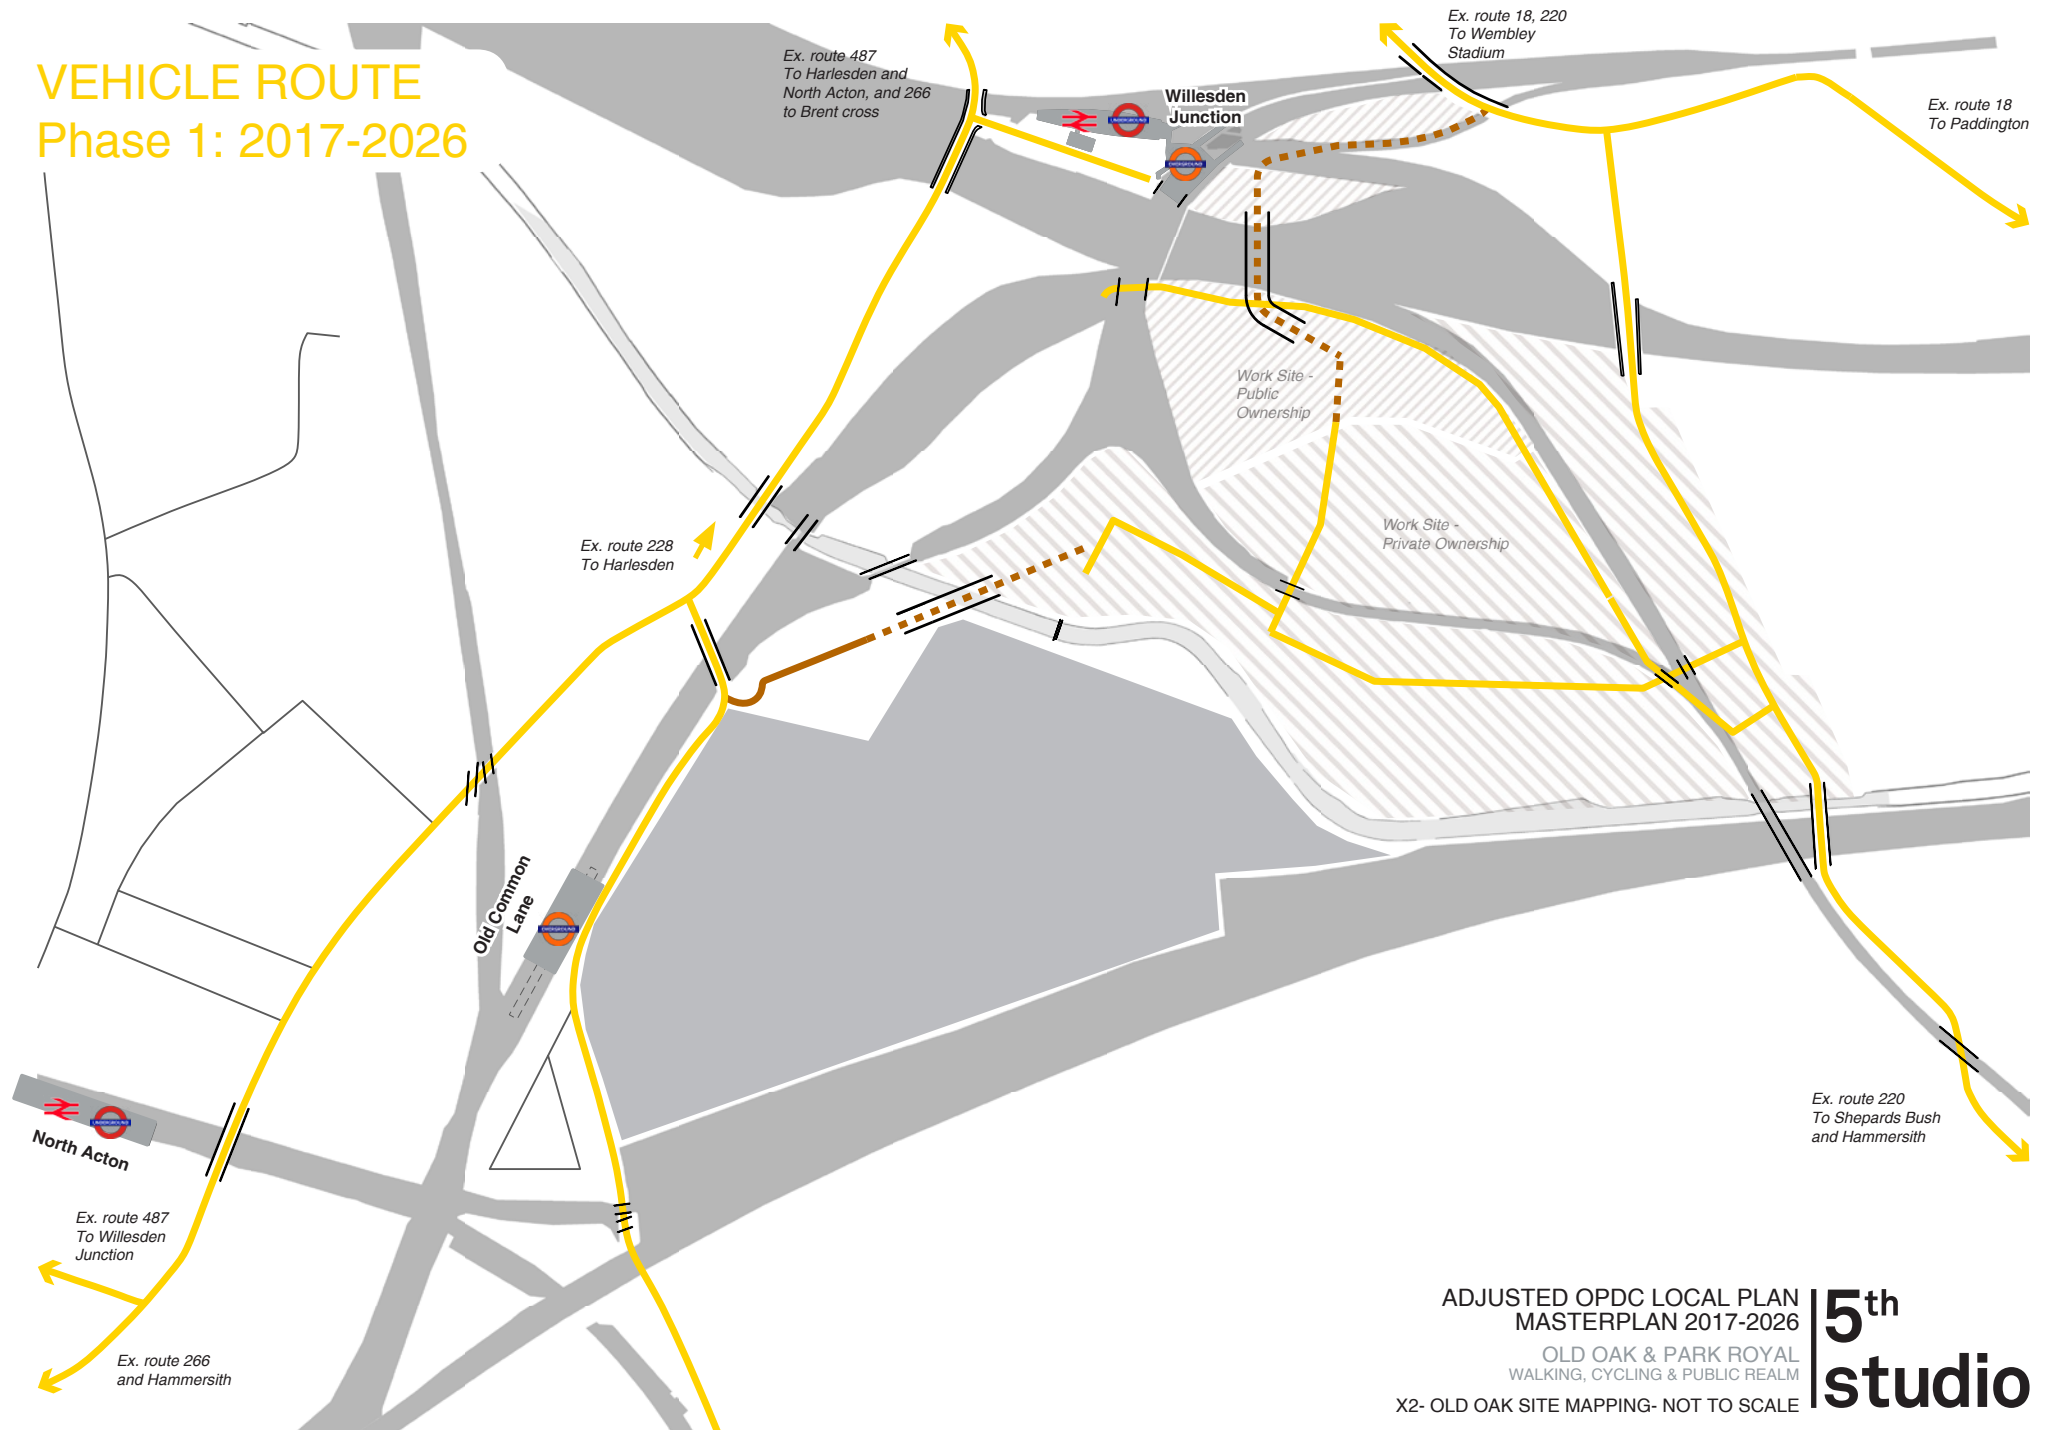 VEHICLE ROUTE
Phase 1: 2017-2026
Ex. route 487
To Harlesden and
North Acton, and 266
to Brent cross
Ex. route 18, 220
To Wembley
Stadium
Ex. route 18
To Paddington
Willesden
Junction
UNDERGROUND
OVERGROUND
Work Site -
Public
Ownership
Work Site -
Private Ownership
Ex. route 228
To Harlesden
Old Common
Lane
OVERGROUND
UNDERGROUND
North Acton
Ex. route 487
To Willesden
Junction
Ex. route 266
and Hammersith
Ex. route 220
To Shepards Bush
and Hammersith
ADJUSTED OPDC LOCAL PLAN
MASTERPLAN 2017-2026
OLD OAK & PARK ROYAL
WALKING, CYCLING & PUBLIC REALM
X2- OLD OAK SITE MAPPING- NOT TO SCALE
5th
studio